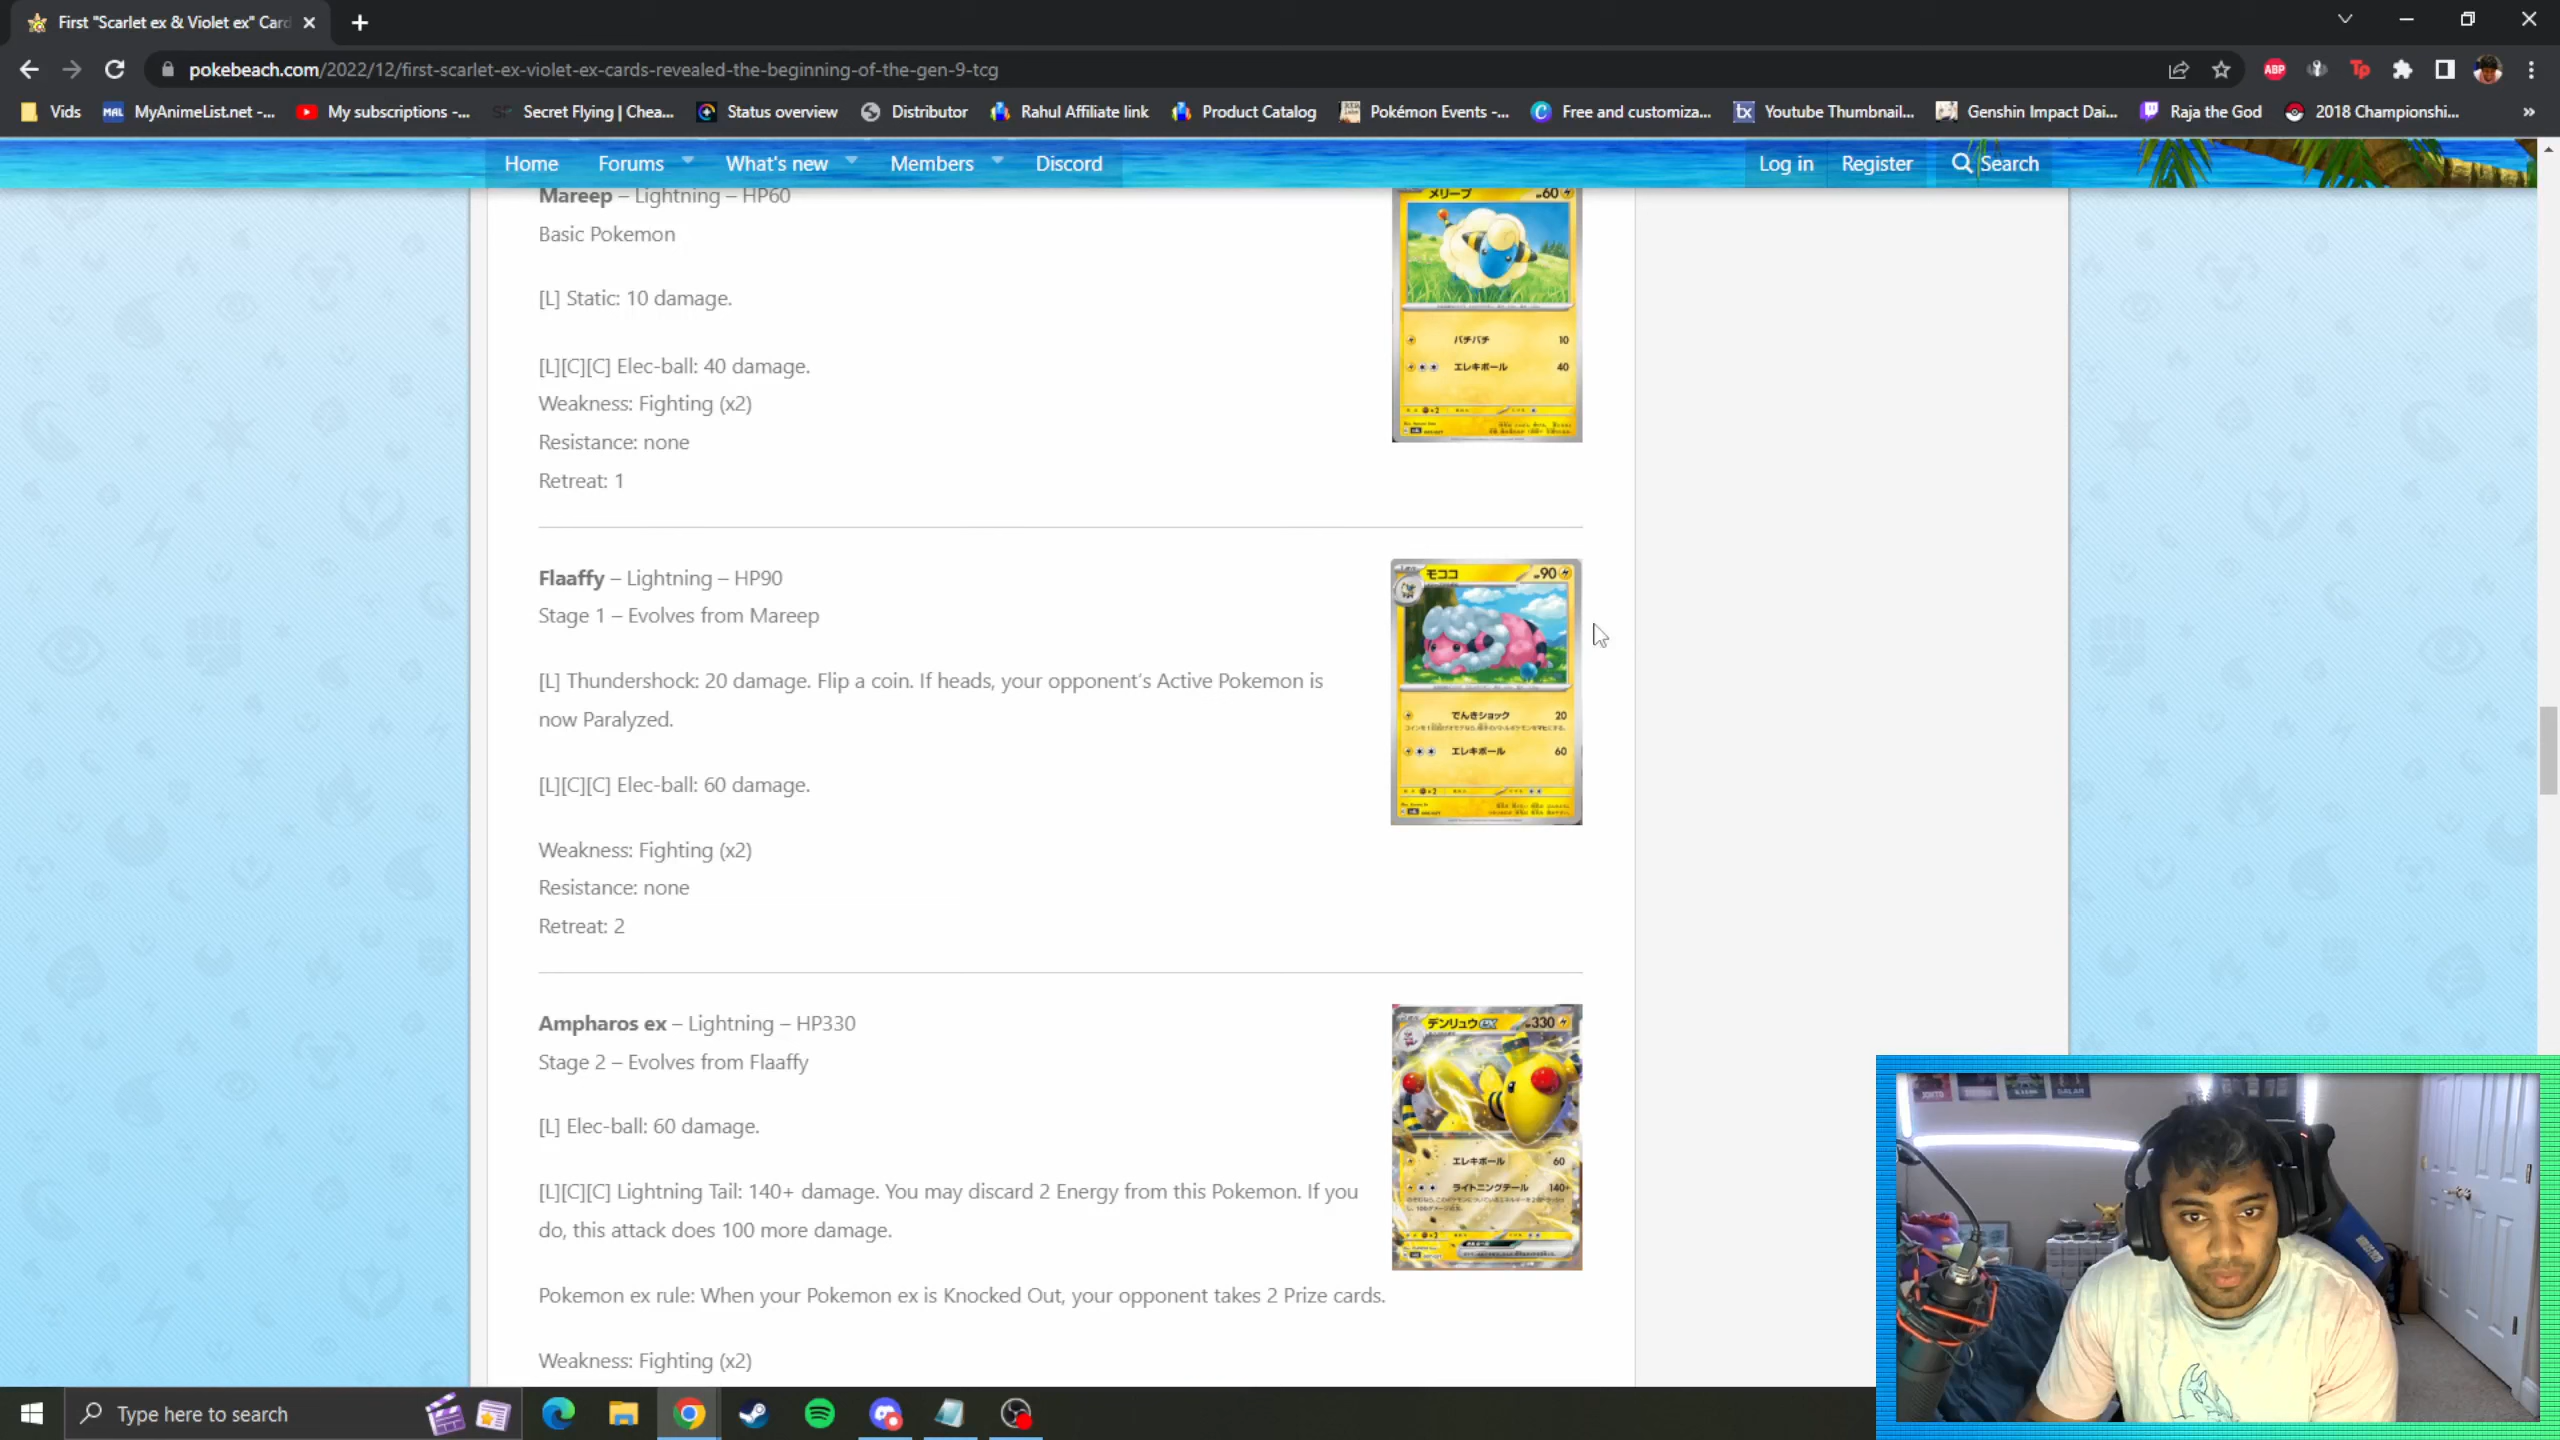 First "Scarlet ex & Violet ex" Card
pokebeach.com/2022/12/first-scarlet-ex-violet-ex-cards-revealed-the-beginning-of-the-gen-9-tcg
ABP
Tp
Vids
MAL
MyAnimeList.net -...
My subscriptions -...
Secret Flying | Chea...
Status overview
Distributor
Rahul Affiliate link
Product Catalog
Pokémon Events -...
Free and customiza...
tx
Youtube Thumbnail...
Genshin Impact Dai...
Raja the God
2018 Championshi...
»
Home
Forums
What's new
Members
Discord
Log in
Register
Search
Mareep – Lightning – HP60
Basic Pokemon
[L] Static: 10 damage.
[L][C][C] Elec-ball: 40 damage.
Weakness: Fighting (x2)
Resistance: none
Retreat: 1
メリープ
60
バチバチ 10
エレキボール 40
Flaaffy – Lightning – HP90
Stage 1 – Evolves from Mareep
[L] Thundershock: 20 damage. Flip a coin. If heads, your opponent's Active Pokemon is
now Paralyzed.
[L][C][C] Elec-ball: 60 damage.
Weakness: Fighting (x2)
Resistance: none
Retreat: 2
モココ
90
でんきショック 20
エレキボール 60
Ampharos ex – Lightning – HP330
Stage 2 – Evolves from Flaaffy
[L] Elec-ball: 60 damage.
[L][C][C] Lightning Tail: 140+ damage. You may discard 2 Energy from this Pokemon. If you
do, this attack does 100 more damage.
Pokemon ex rule: When your Pokemon ex is Knocked Out, your opponent takes 2 Prize cards.
Weakness: Fighting (x2)
デンリュウex
330
エレキボール 60
ライトニングテール 140+
JOHTO
Type here to search